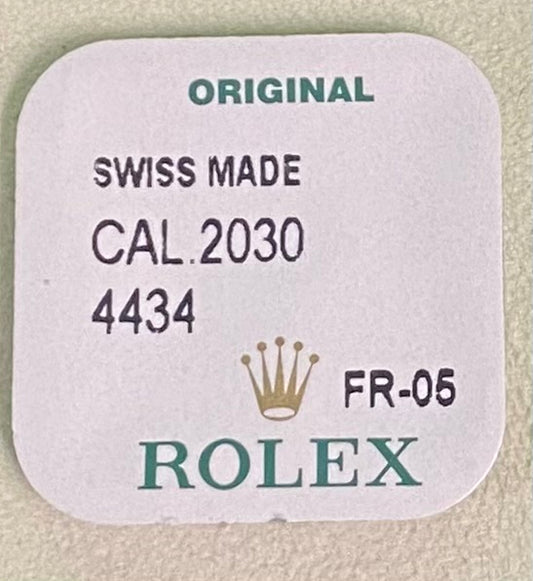 ORIGINAL
SWISS MADE
CAL.2030
4434
FR-05
ROLEX